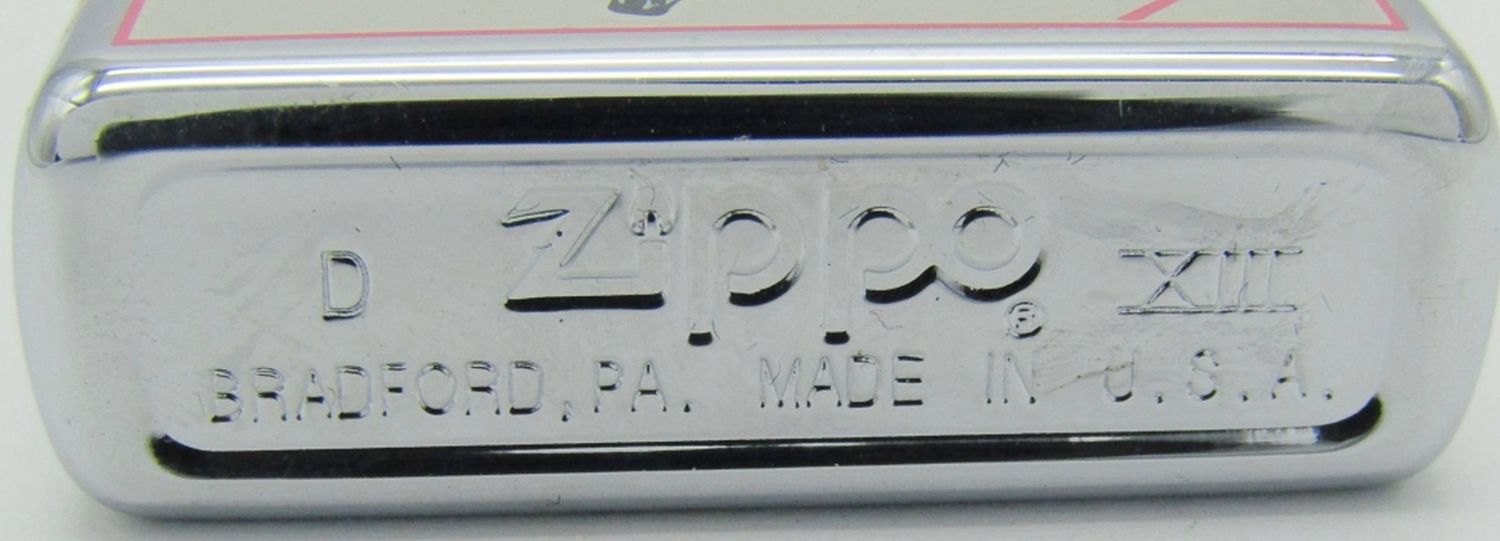 D Zippo® XIII
BRADFORD, PA. MADE IN U.S.A.